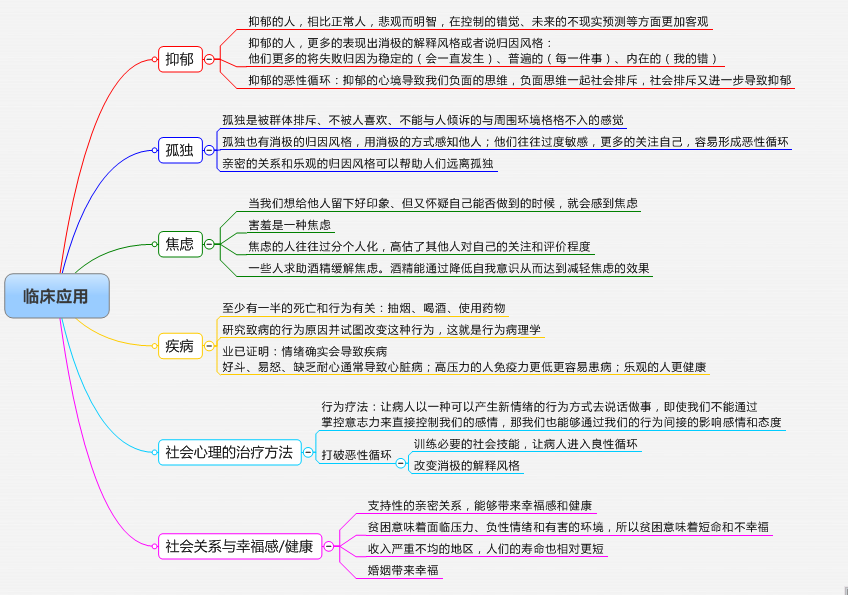 抑郁的人，相比正常人，悲观而明智，在控制的错觉、未来的不现实预测等方面更加客观
抑郁
抑郁的人，更多的表现出消极的解释风格或者说归因风格：
他们更多的将失败归因为稳定的（会一直发生）、普遍的（每一件事）、内在的（我的错）
抑郁的恶性循环：抑郁的心境导致我们负面的思维，负面思维一起社会排斥，社会排斥又进一步导致抑郁
孤独
孤独是被群体排斥、不被人喜欢、不能与人倾诉的与周围环境格格不入的感觉
孤独也有消极的归因风格，用消极的方式感知他人；他们往往过度敏感，更多的关注自己，容易形成恶性循环
亲密的关系和乐观的归因风格可以帮助人们远离孤独
焦虑
当我们想给他人留下好印象、但又怀疑自己能否做到的时候，就会感到焦虑
害羞是一种焦虑
焦虑的人往往过分个人化，高估了其他人对自己的关注和评价程度
一些人求助酒精缓解焦虑。酒精能通过降低自我意识从而达到减轻焦虑的效果
临床应用
疾病
至少有一半的死亡和行为有关：抽烟、喝酒、使用药物
研究致病的行为原因并试图改变这种行为，这就是行为病理学
业已证明：情绪确实会导致疾病
好斗、易怒、缺乏耐心通常导致心脏病；高压力的人免疫力更低更容易患病；乐观的人更健康
社会心理的治疗方法
行为疗法：让病人以一种可以产生新情绪的行为方式去说话做事，即使我们不能通过
掌控意志力来直接控制我们的感情，那我们也能够通过我们的行为间接的影响感情和态度
打破恶性循环
训练必要的社会技能，让病人进入良性循环
改变消极的解释风格
社会关系与幸福感/健康
支持性的亲密关系，能够带来幸福感和健康
贫困意味着面临压力、负性情绪和有害的环境，所以贫困意味着短命和不幸福
收入严重不均的地区，人们的寿命也相对更短
婚姻带来幸福